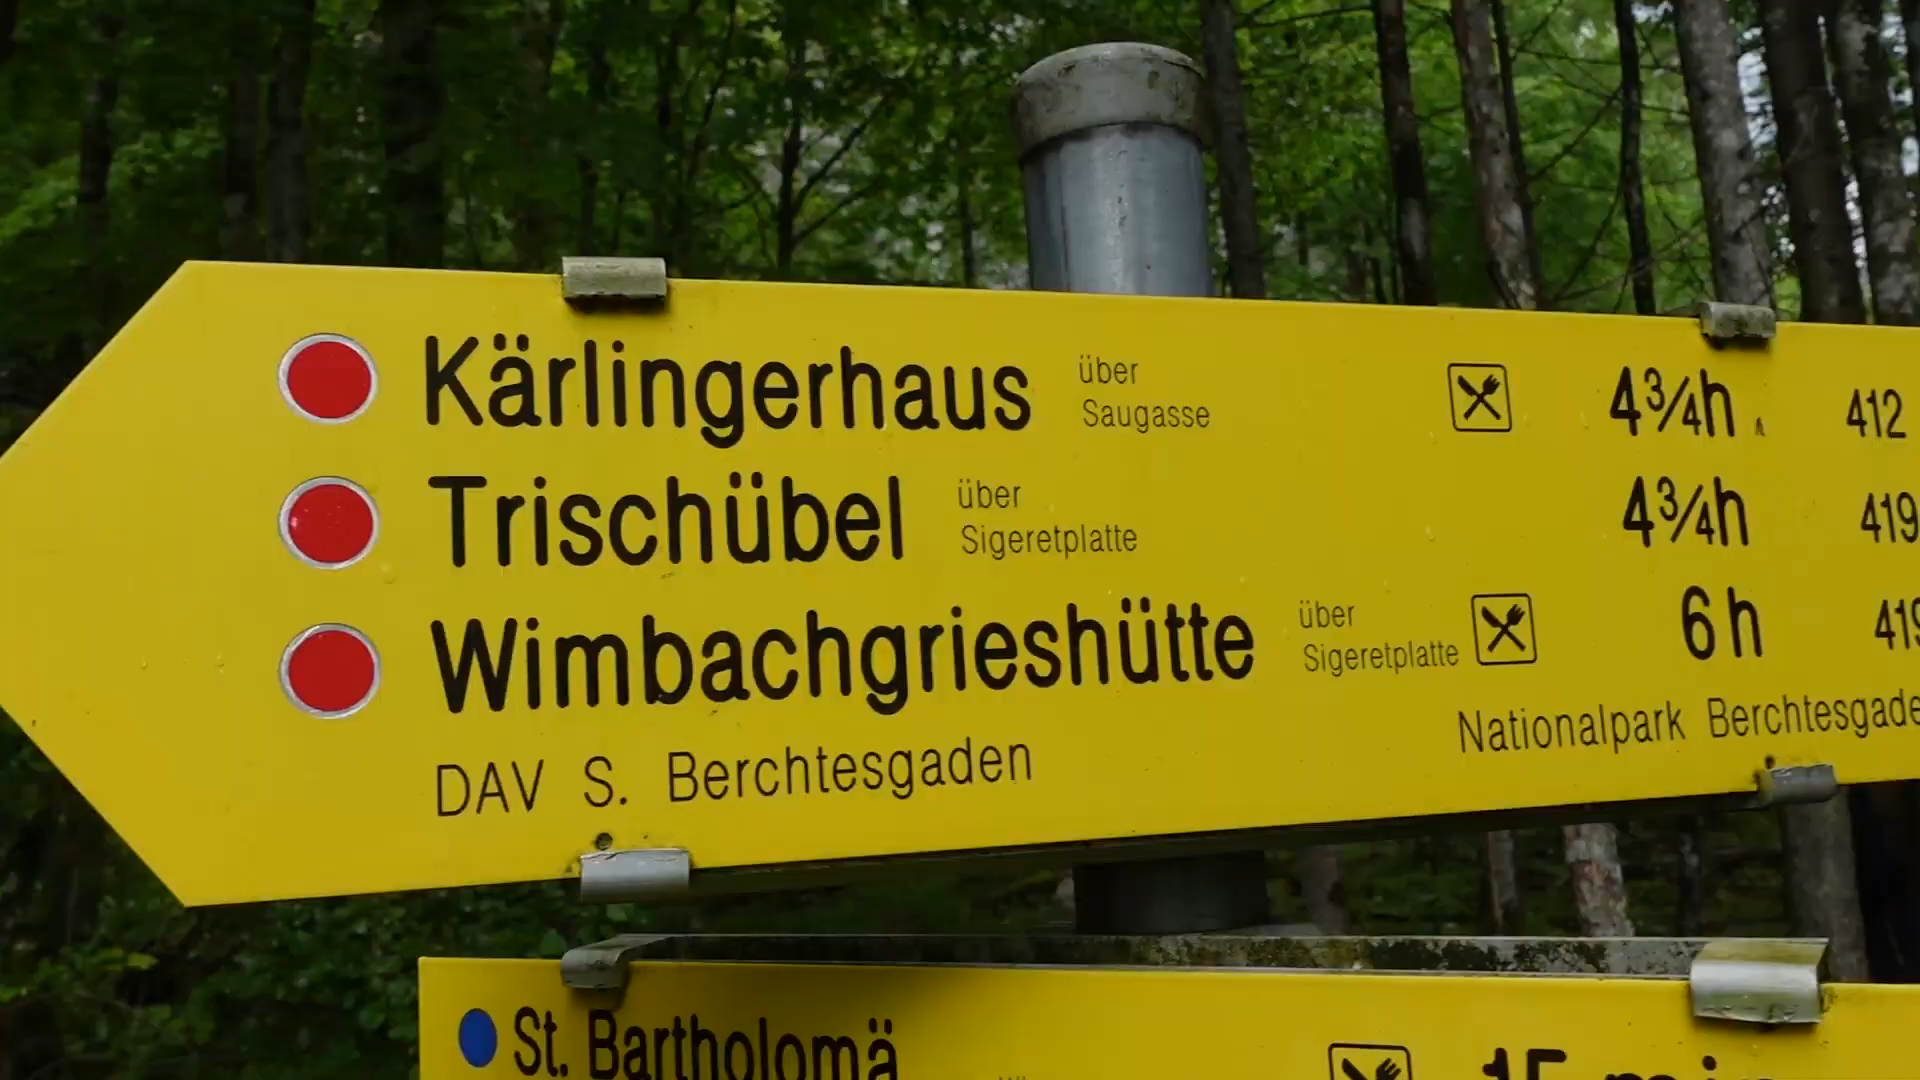 Kärlingerhaus über Saugasse 4¾h 412
Trischübel über Sigeretplatte 4¾h 419
Wimbachgrieshütte über Sigeretplatte 6 h 419
DAV S. Berchtesgaden Nationalpark
St. Bartholomä